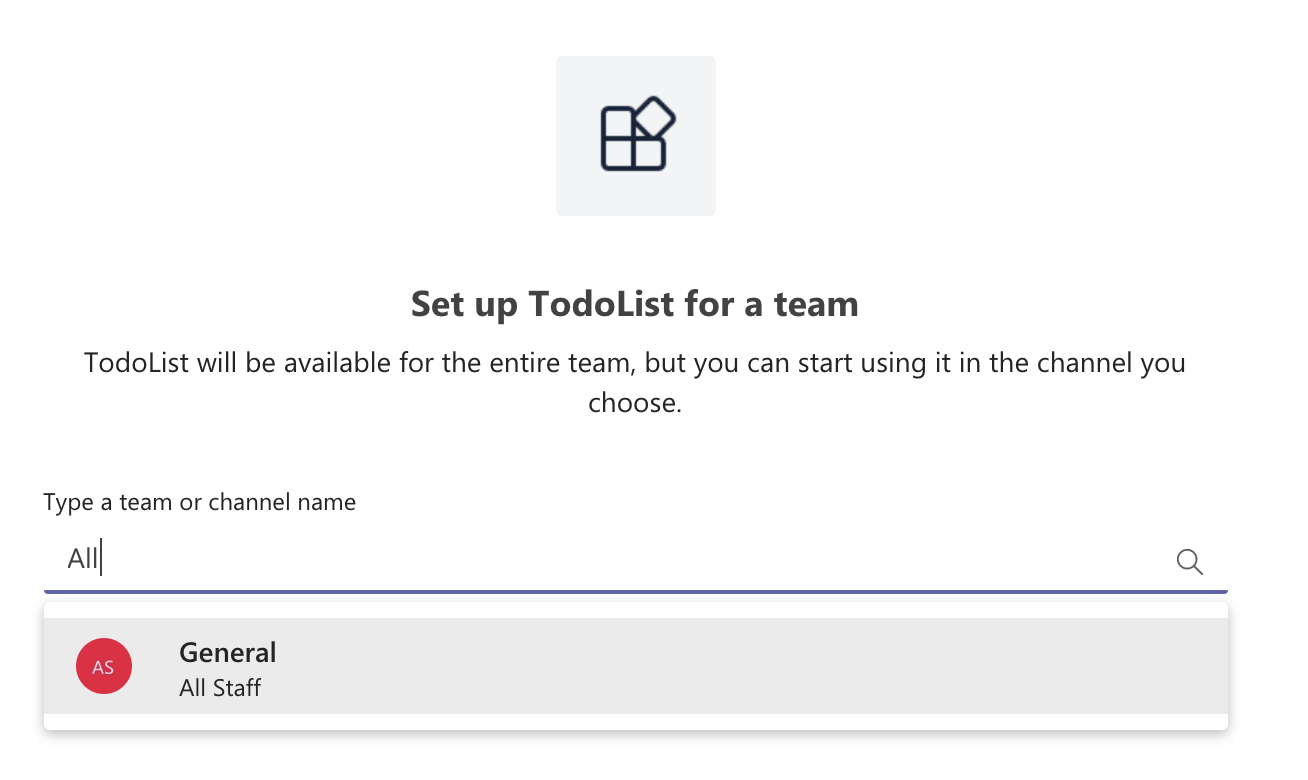 Set up TodoList for a team
TodoList will be available for the entire team, but you can start using it in the channel you
choose.
Type a team or channel name
All
AS
General
All Staff